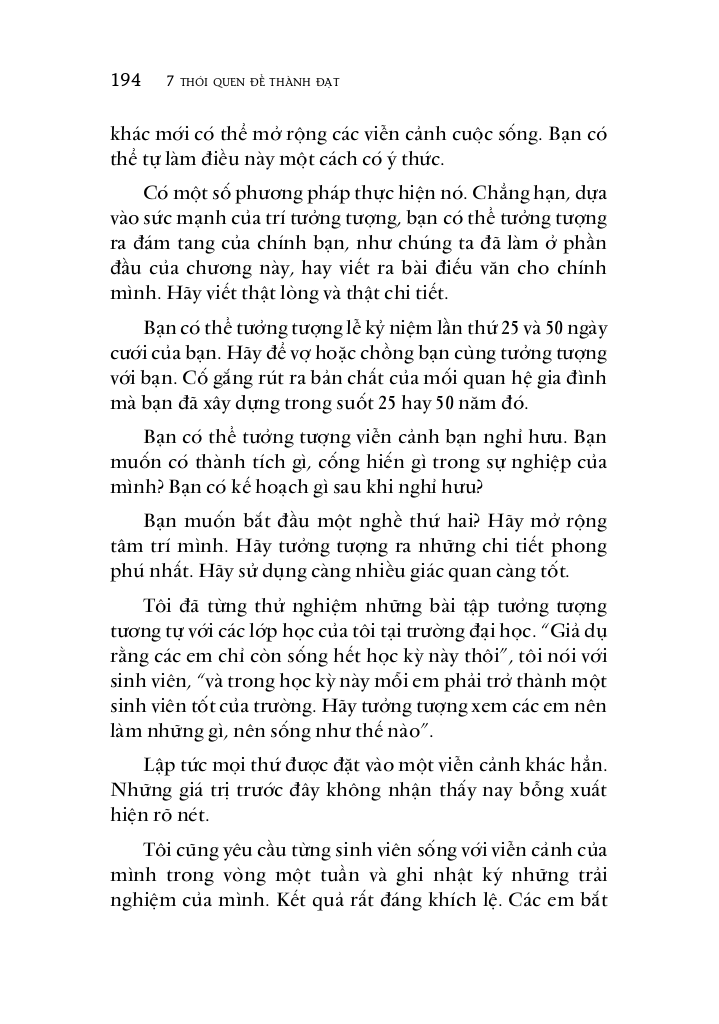 194 7 THÓI QUEN ĐỂ THÀNH ĐẠT
khác mới có thể mở rộng các viễn cảnh cuộc sống. Bạn có
thể tự làm điều này một cách có ý thức.
Có một số phương pháp thực hiện nó. Chẳng hạn, dựa
vào sức mạnh của trí tưởng tượng, bạn có thể tưởng tượng
ra đám tang của chính bạn, như chúng ta đã làm ở phần
đầu của chương này, hay viết ra bài điếu văn cho chính
mình. Hãy viết thật lòng và thật chi tiết.
Bạn có thể tưởng tượng lễ kỷ niệm lần thứ 25 và 50 ngày
cưới của bạn. Hãy để vợ hoặc chồng bạn cùng tưởng tượng
với bạn. Cố gắng rút ra bản chất của mối quan hệ gia đình
mà bạn đã xây dựng trong suốt 25 hay 50 năm đó.
Bạn có thể tưởng tượng viễn cảnh bạn nghỉ hưu. Bạn
muốn có thành tích gì, cống hiến gì trong sự nghiệp của
mình? Bạn có kế hoạch gì sau khi nghỉ hưu?
Bạn muốn bắt đầu một nghề thứ hai? Hãy mở rộng
tâm trí mình. Hãy tưởng tượng ra những chi tiết phong
phú nhất. Hãy sử dụng càng nhiều giác quan càng tốt.
Tôi đã từng thử nghiệm những bài tập tưởng tượng
tương tự với các lớp học của tôi tại trường đại học. “Giả dụ
rằng các em chỉ còn sống hết học kỳ này thôi”, tôi nói với
sinh viên, “và trong học kỳ này mỗi em phải trở thành một
sinh viên tốt của trường. Hãy tưởng tượng xem các em nên
làm những gì, nên sống như thế nào”.
Lập tức mọi thứ được đặt vào một viễn cảnh khác hẳn.
Những giá trị trước đây không nhận thấy nay bỗng xuất
hiện rõ nét.
Tôi cũng yêu cầu từng sinh viên sống với viễn cảnh của
mình trong vòng một tuần và ghi nhật ký những trải
nghiệm của mình. Kết quả rất đáng khích lệ. Các em bắt